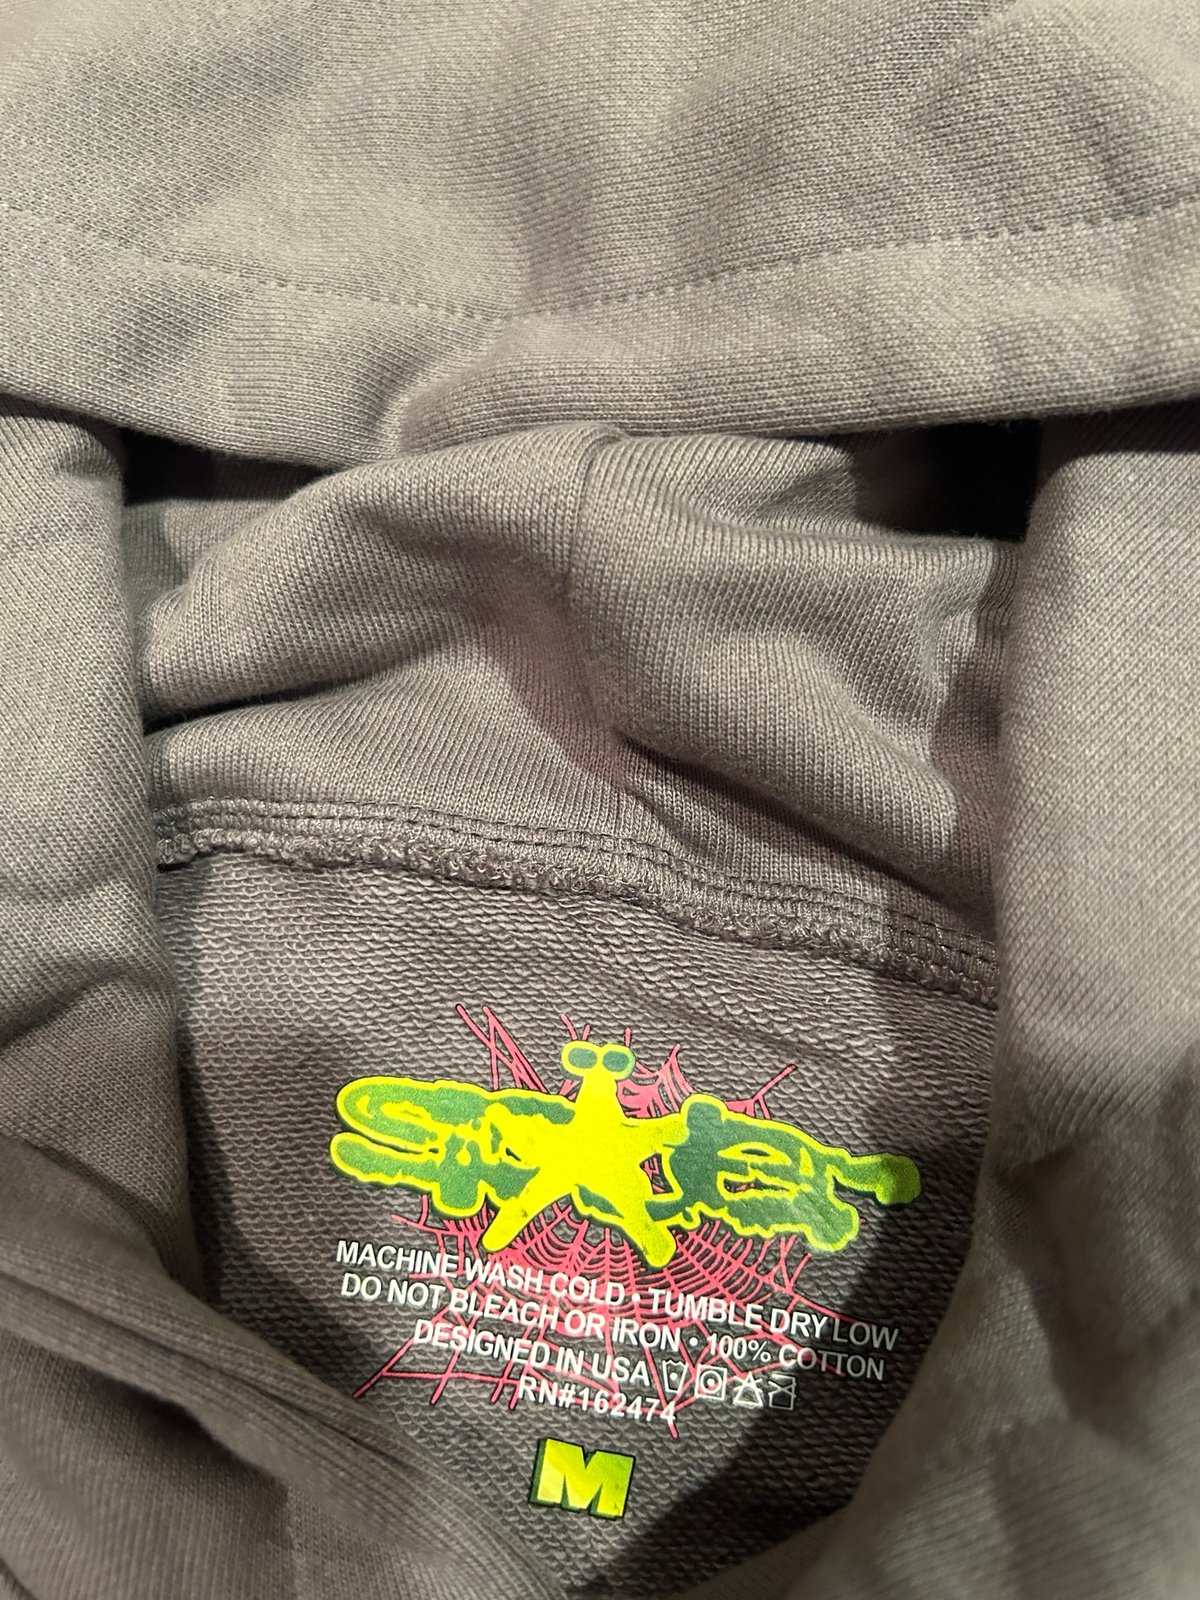 MACHINE WASH COLD • TUMBLE DRY LOW
DO NOT BLEACH OR IRON • 100% COTTON
DESIGNED IN USA
RN#162474
M